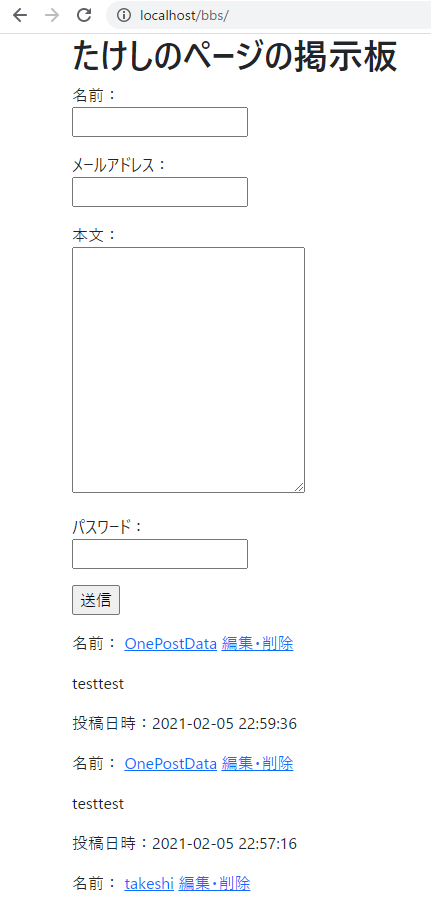 localhost/bbs/
たけしのページの掲示板
名前：
メールアドレス：
本文：
パスワード：
送信
名前： OnePostData 編集・削除
testtest
投稿日時：2021-02-05 22:59:36
名前： OnePostData 編集・削除
testtest
投稿日時：2021-02-05 22:57:16
名前： takeshi 編集・削除